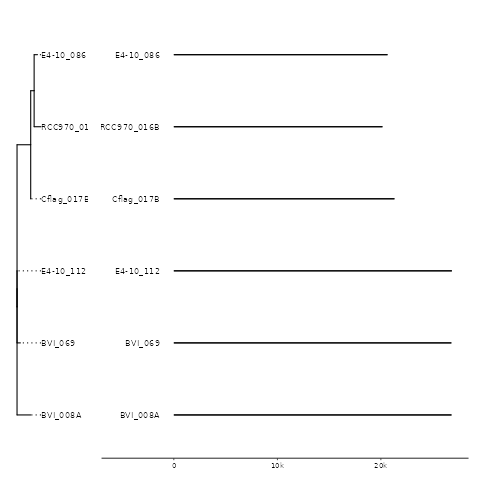 E4-10_086 E4-10_086
RCC970_01 RCC970_016B
Cflag_017E Cflag_017B
E4-10_112 E4-10_112
BVI_069 BVI_069
BVI_008A BVI_008A
0 10k 20k